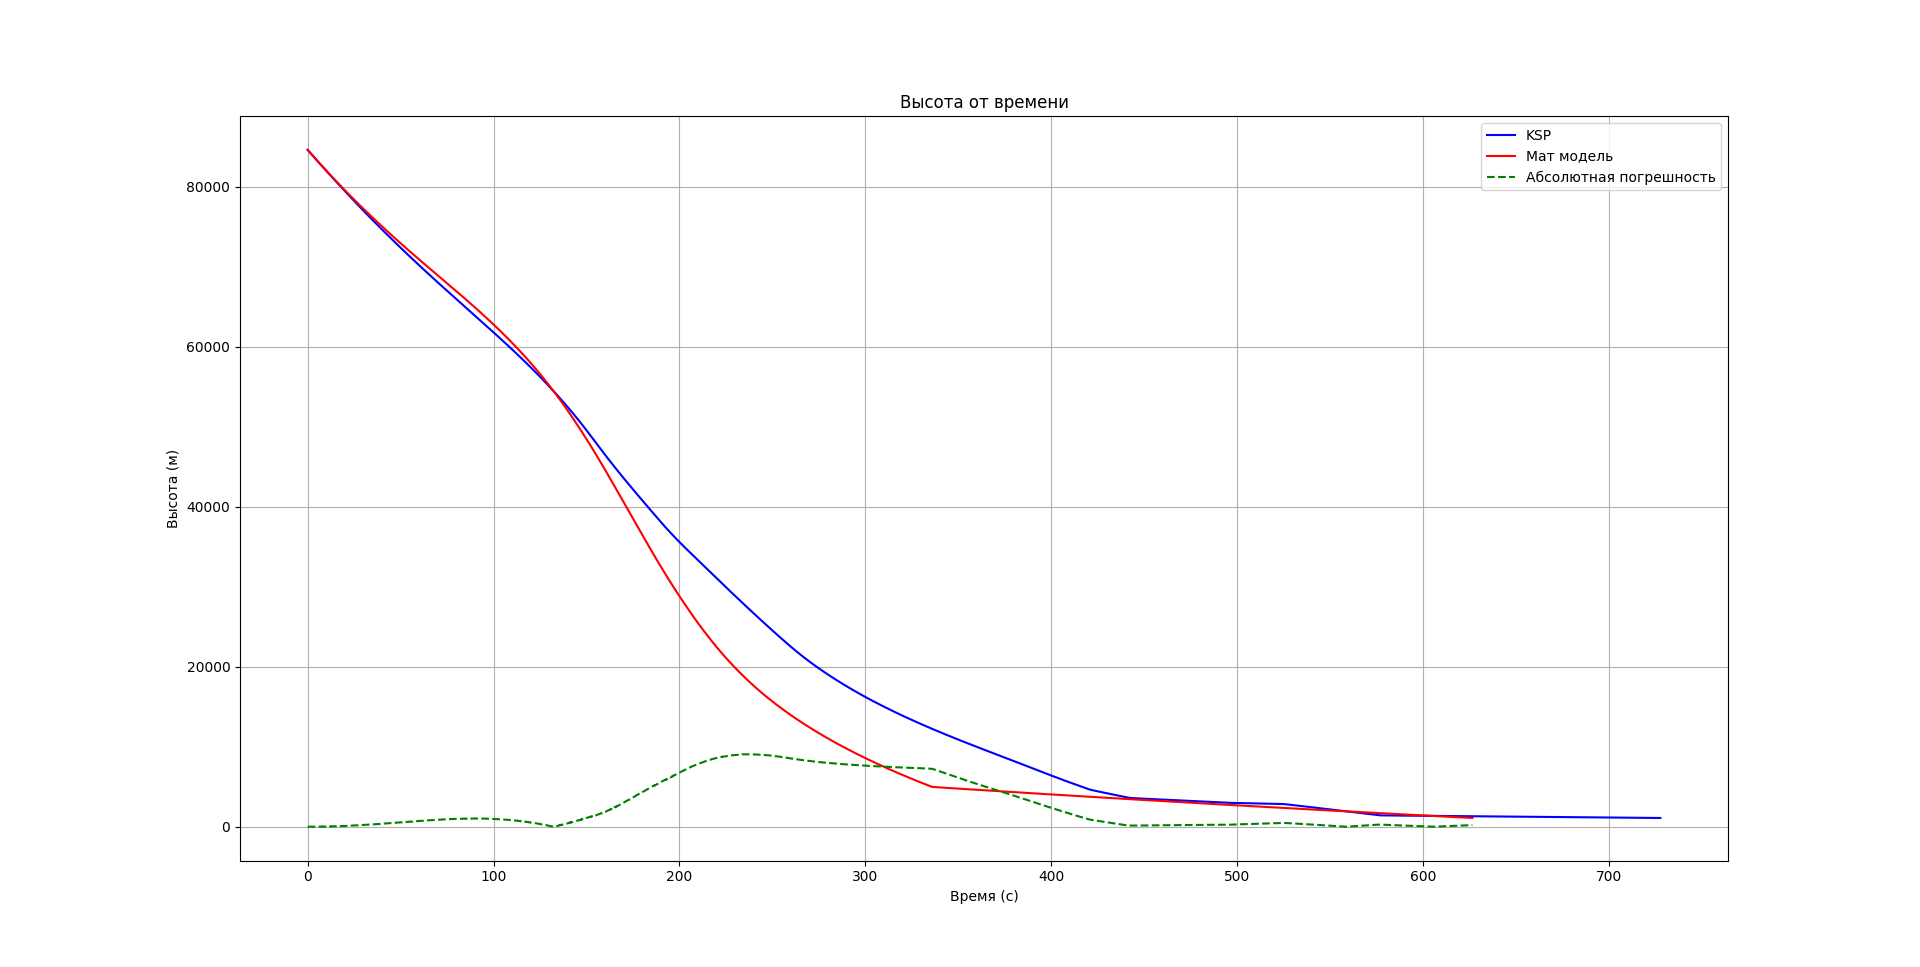 Высота от времени
KSP
Мат модель
Абсолютная погрешность
Высота (м)
80000
60000
40000
20000
0
0 100 200 300 400 500 600 700
Время (с)